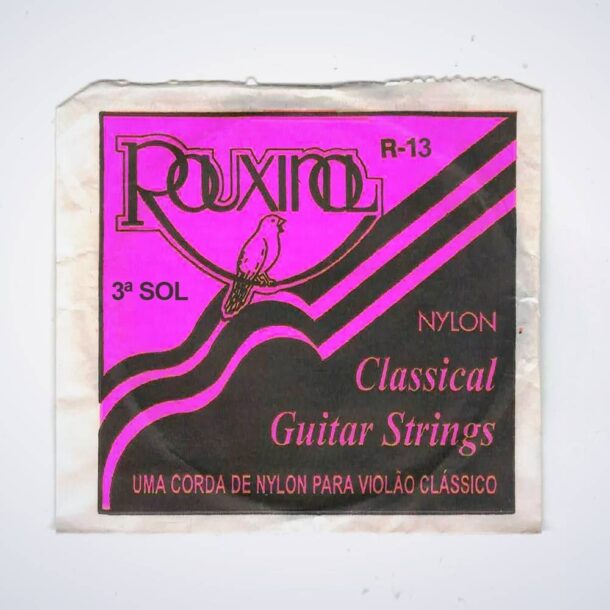 ROUXINOL
R-13
3ª SOL
NYLON
Classical
Guitar Strings
UMA CORDA DE NYLON PARA VIOLÃO CLÁSSICO